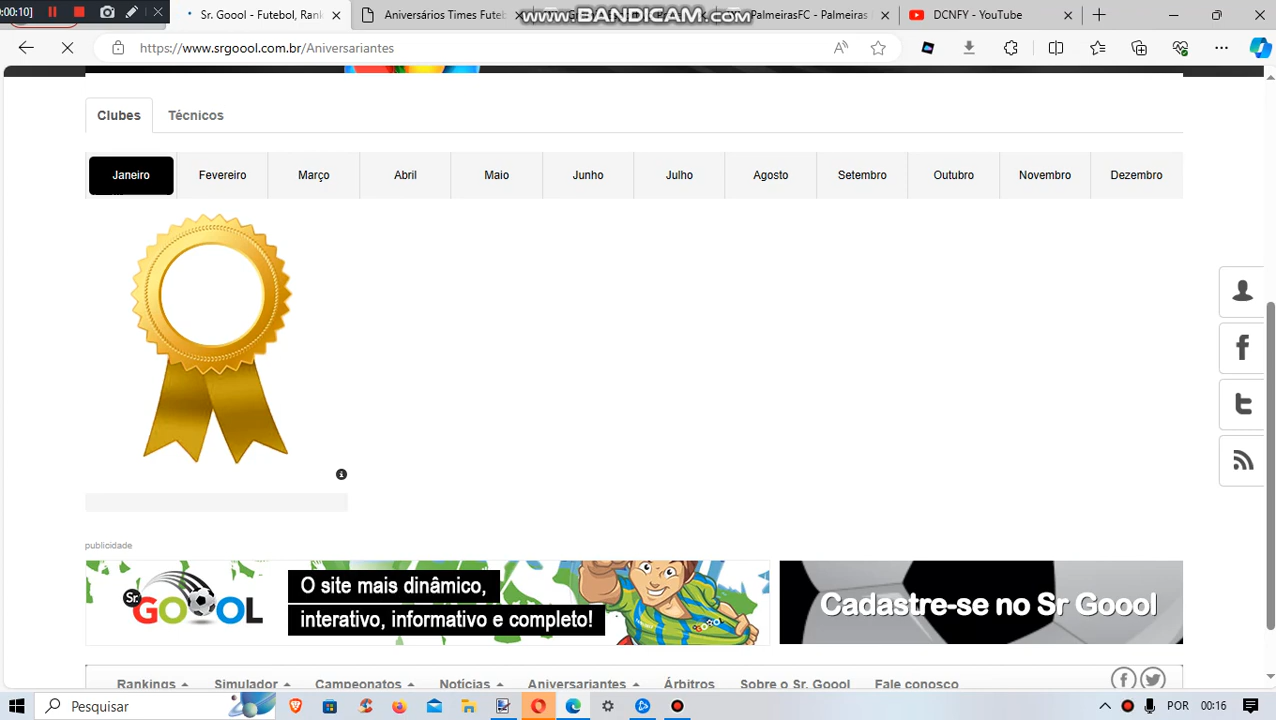 0:00:10]
Sr. Goool - Futebol, Ran
Aniversários Times Futeb
www.BANDICAM.com
PalmeirasFC - Palmeiras
DCNFY - YouTube
https://www.srgoool.com.br/Aniversariantes
Clubes
Técnicos
Janeiro
Fevereiro
Março
Abril
Maio
Junho
Julho
Agosto
Setembro
Outubro
Novembro
Dezembro
publicidade
Sr. GOOOL
O site mais dinâmico,
interativo, informativo e completo!
Cadastre-se no Sr Goool
Rankings
Simulador
Campeonatos
Notícias
Aniversariantes
Árbitros
Sobre o Sr. Goool
Fale conosco
Pesquisar
POR
00:16